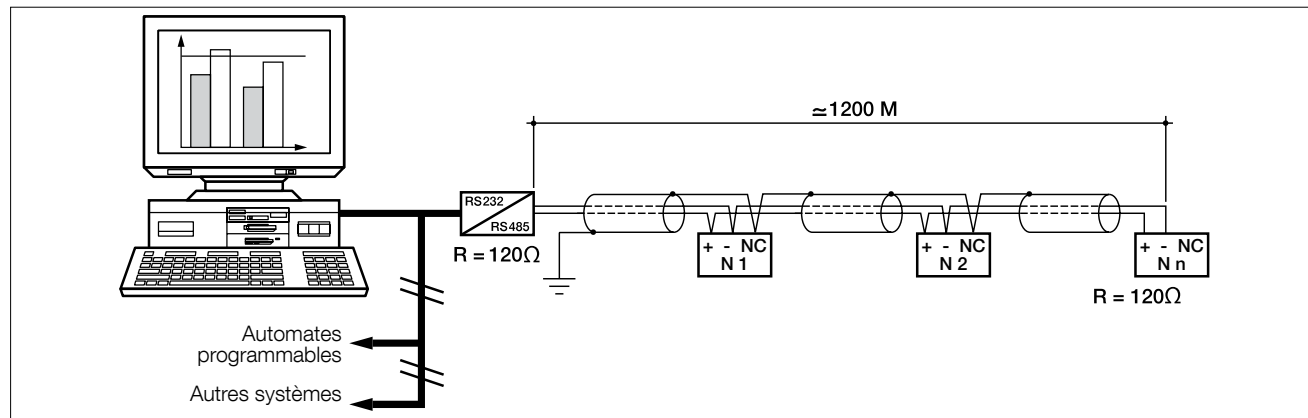 ≃1200 M
RS232
RS485
R = 120Ω
+ - NC
N 1
+ - NC
N 2
+ - NC
N n
R = 120Ω
Automates
programmables
Autres systèmes